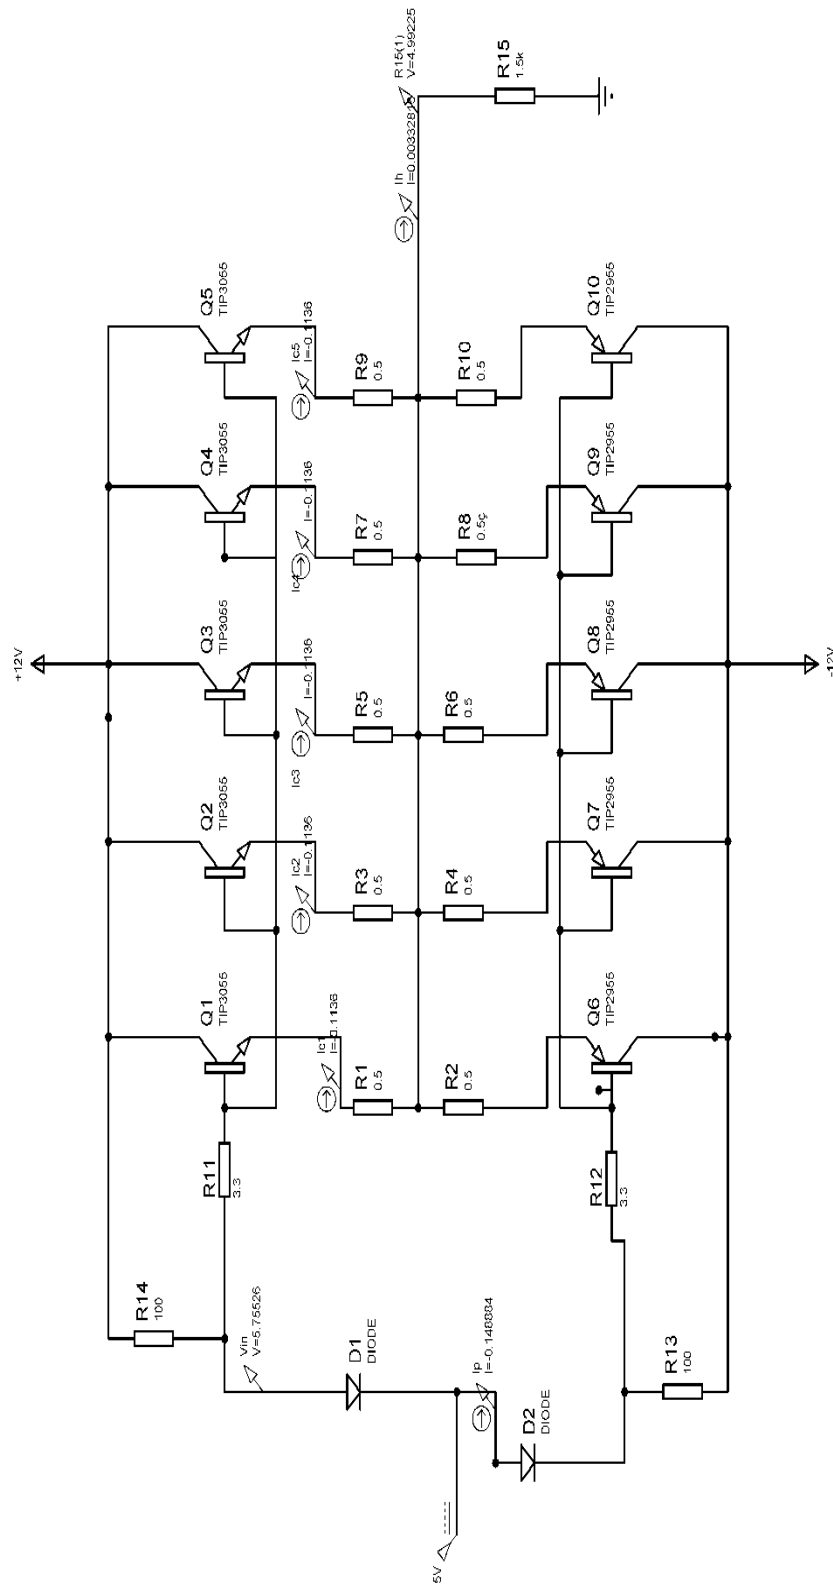 +12V
Q1
TIP3055
Q2
TIP3055
Q3
TIP3055
Q4
TIP3055
Q5
TIP3055
R14
100
R11
3.3
Vin
V=5.75526
D1
DIODE
5V
Ip
I=-0.148884
D2
DIODE
R13
100
R12
3.3
Ic1
I=-0.1136
Ic2
I=-0.1136
Ic3
I=-0.1136
Ic4
I=-0.1136
Ic5
I=-0.1136
R1
0.5
R3
0.5
R5
0.5
R7
0.5
R9
0.5
R2
0.5
R4
0.5
R6
0.5
R8
0.5ç
R10
0.5
Ih
R15(1)
V=4.99225
R15
1.5k
Q6
TIP2955
Q7
TIP2955
Q8
TIP2955
Q9
TIP2955
Q10
TIP2955
-12V